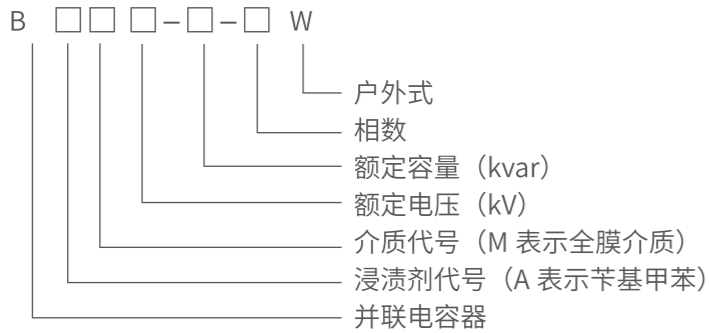 B □□ □-□-□ W
户外式
相数
额定容量（kvar）
额定电压（kV）
介质代号（M 表示全膜介质）
浸渍剂代号（A 表示苄基甲苯）
并联电容器